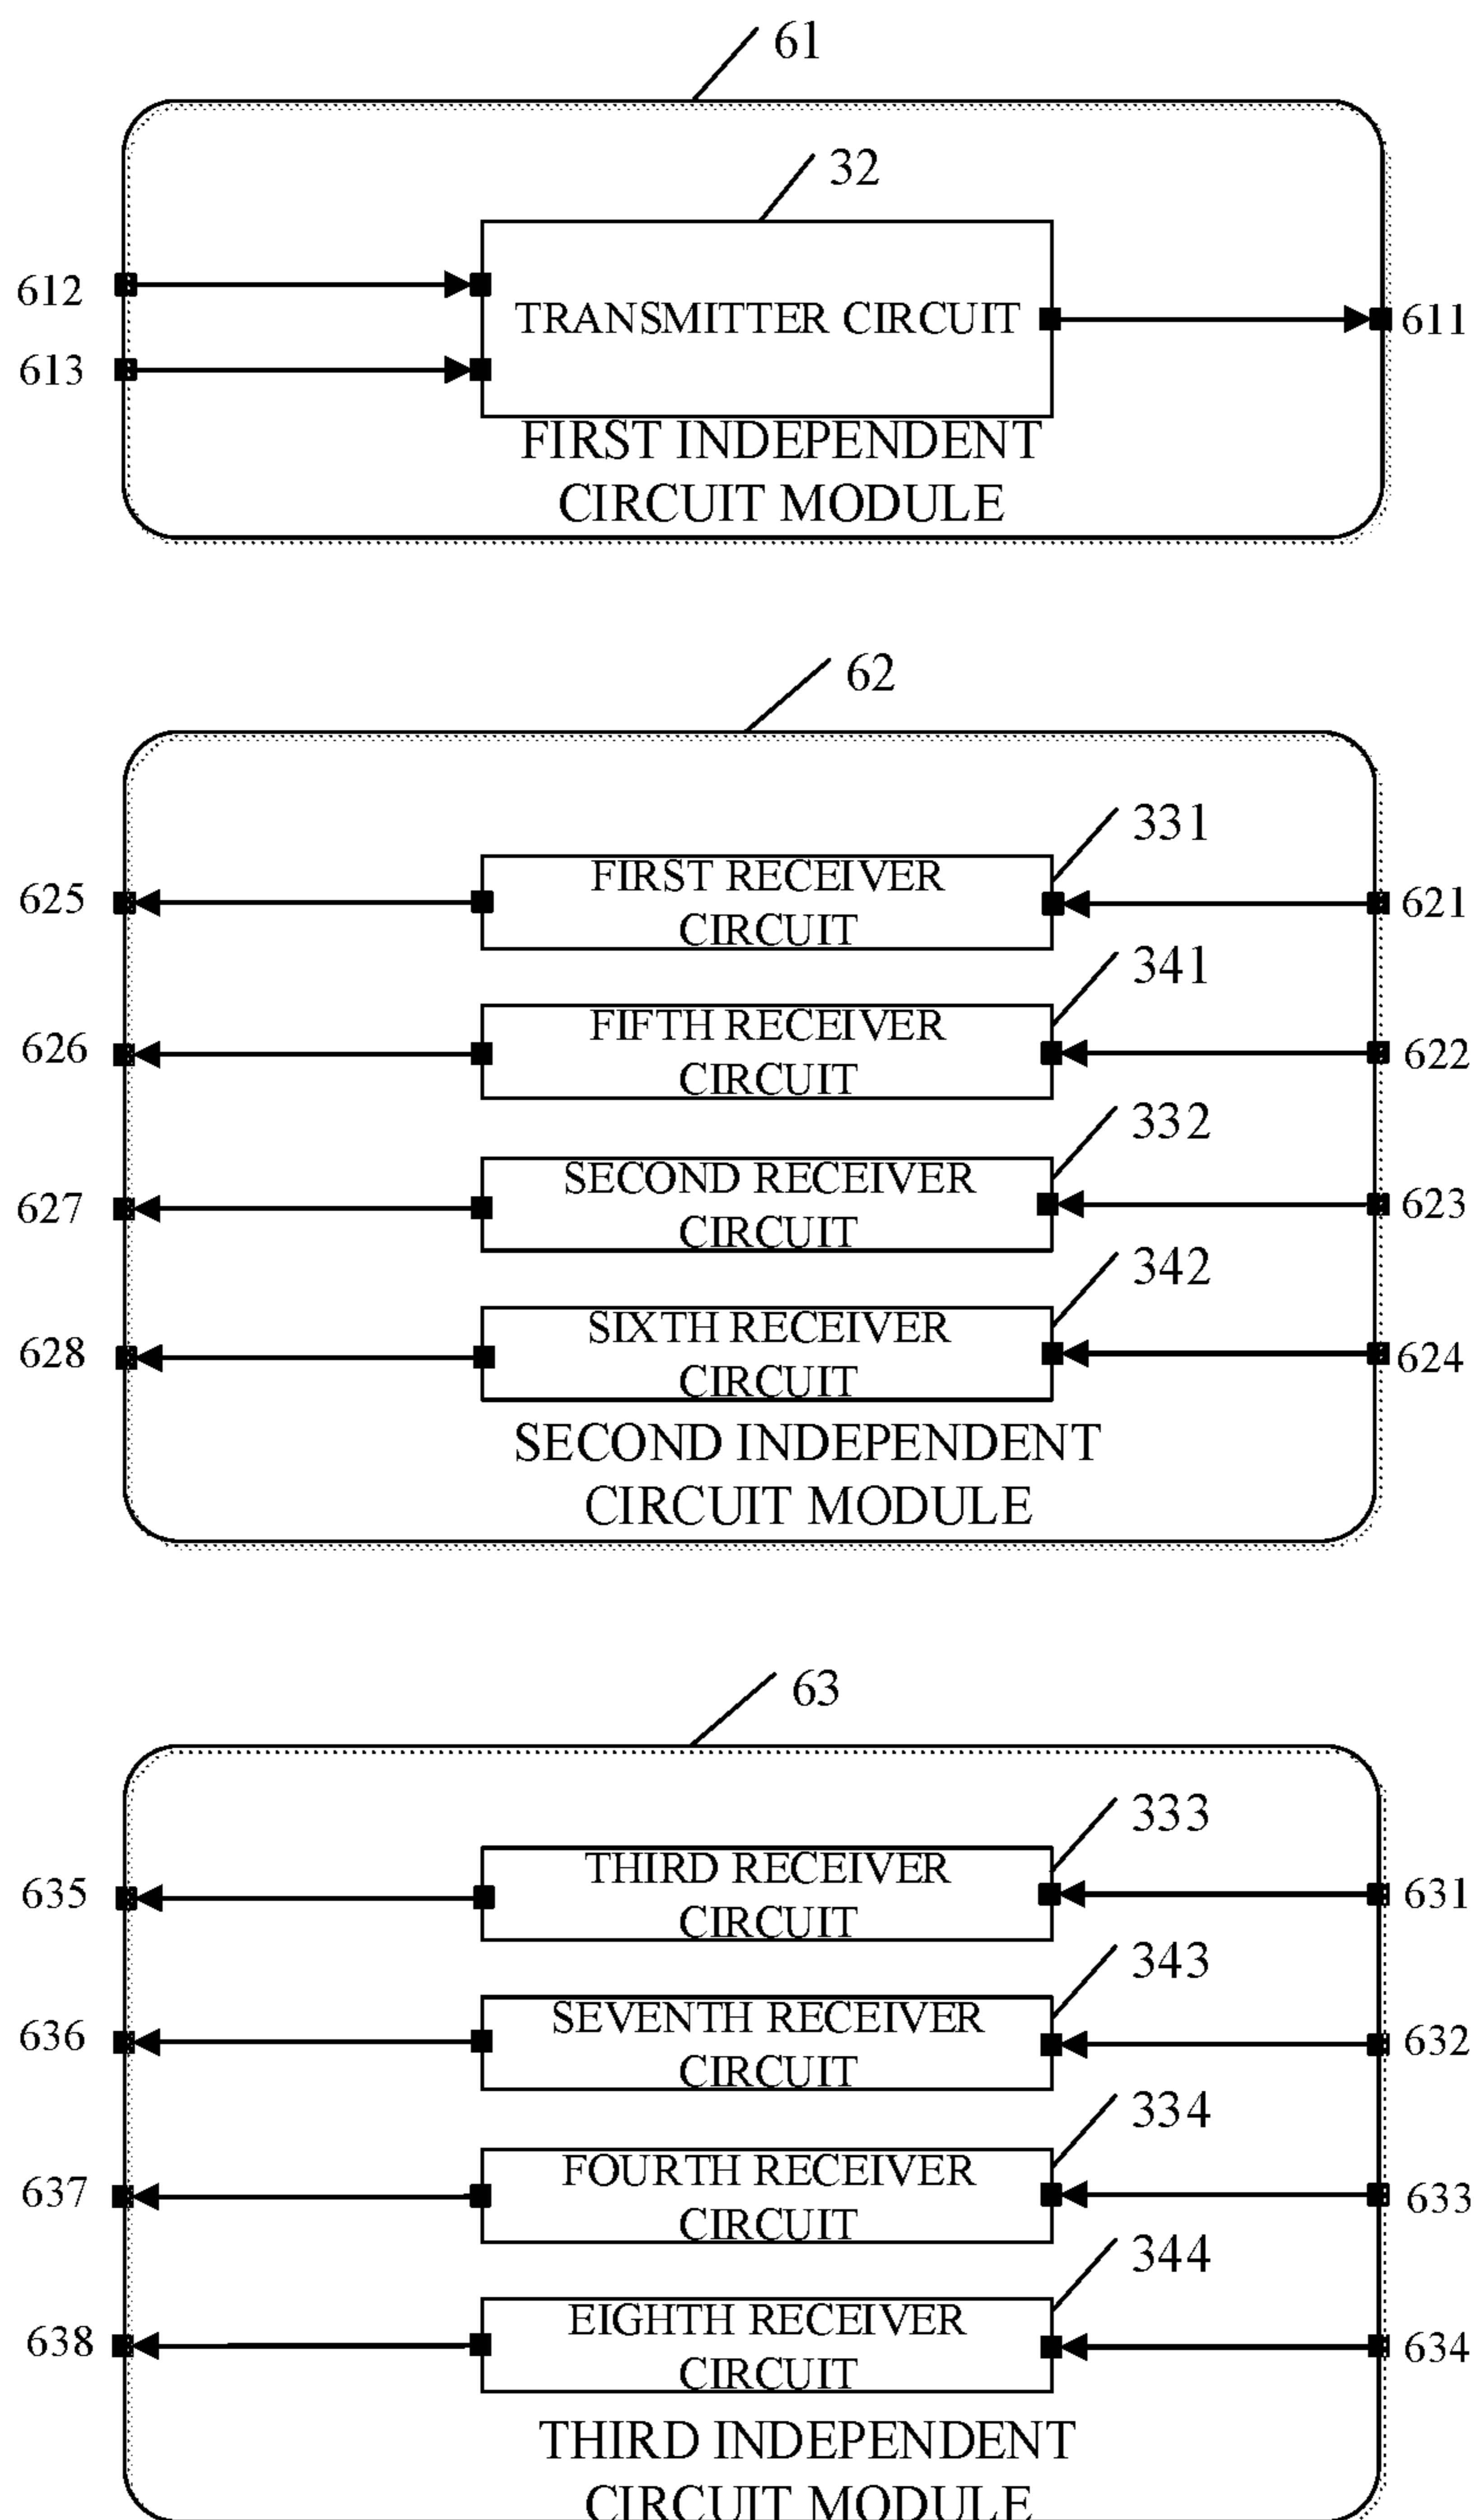 61
32
612
TRANSMITTER CIRCUIT
611
613
FIRST INDEPENDENT
CIRCUIT MODULE
62
331
FIRST RECEIVER
CIRCUIT
625
621
341
FIFTH RECEIVER
CIRCUIT
626
622
332
SECOND RECEIVER
CIRCUIT
627
623
342
SIXTH RECEIVER
CIRCUIT
628
624
SECOND INDEPENDENT
CIRCUIT MODULE
63
333
THIRD RECEIVER
CIRCUIT
635
631
343
SEVENTH RECEIVER
CIRCUIT
636
632
334
FOURTH RECEIVER
CIRCUIT
637
633
344
EIGHTH RECEIVER
CIRCUIT
638
634
THIRD INDEPENDENT
CIRCUIT MODULE